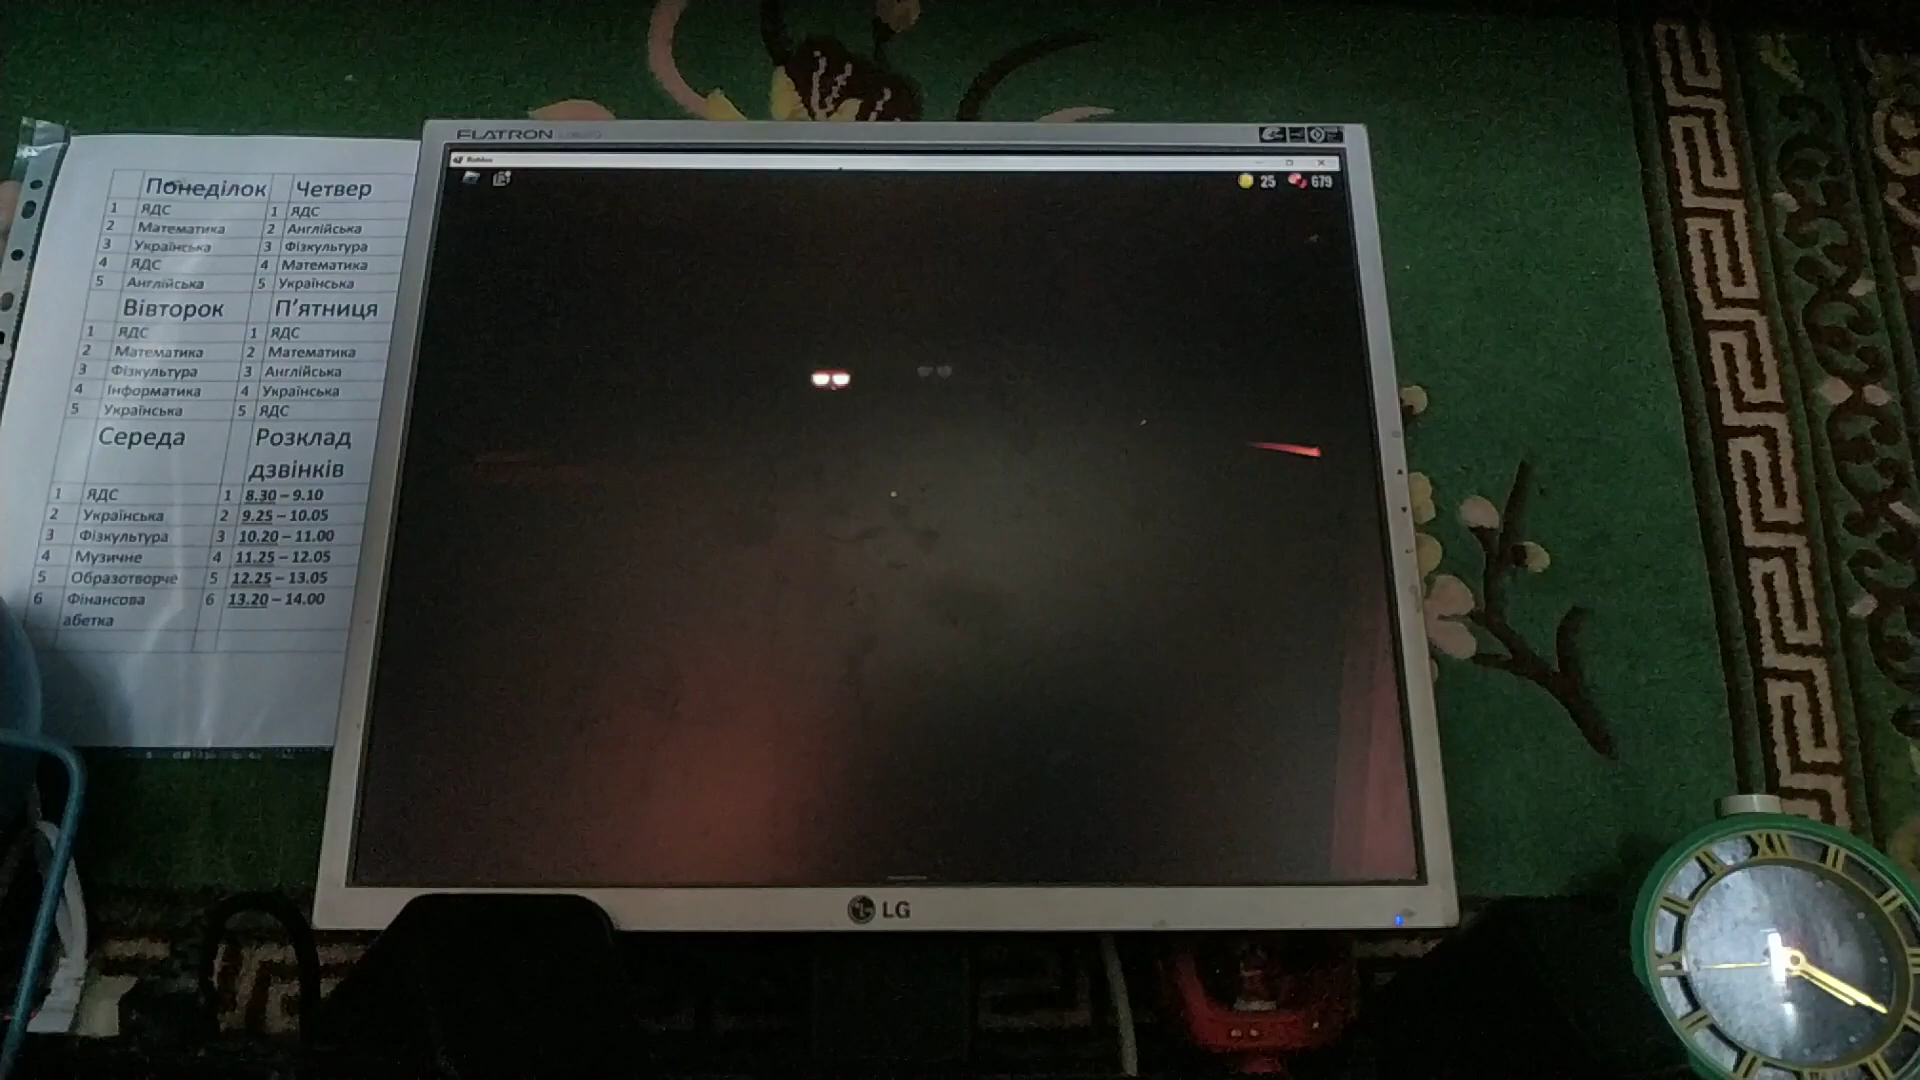 FLATRON
Roblox
25 679
Понеділок Четвер
1 ЯДС 1 ЯДС
2 Математика 2 Англійська
3 Українська 3 Фізкультура
4 ЯДС 4 Математика
5 Англійська 5 Українська
Вівторок П'ятниця
1 ЯДС 1 ЯДС
2 Математика 2 Математика
3 Фізкультура 3 Англійська
4 Інформатика 4 Українська
5 Українська 5 ЯДС
Середа Розклад
дзвінків
1 ЯДС 1 8.30 – 9.10
2 Українська 2 9.25 – 10.05
3 Фізкультура 3 10.20 – 11.00
4 Музичне 4 11.25 – 12.05
5 Образотворче 5 12.25 – 13.05
6 Фінансова 6 13.20 – 14.00
абетка
LG